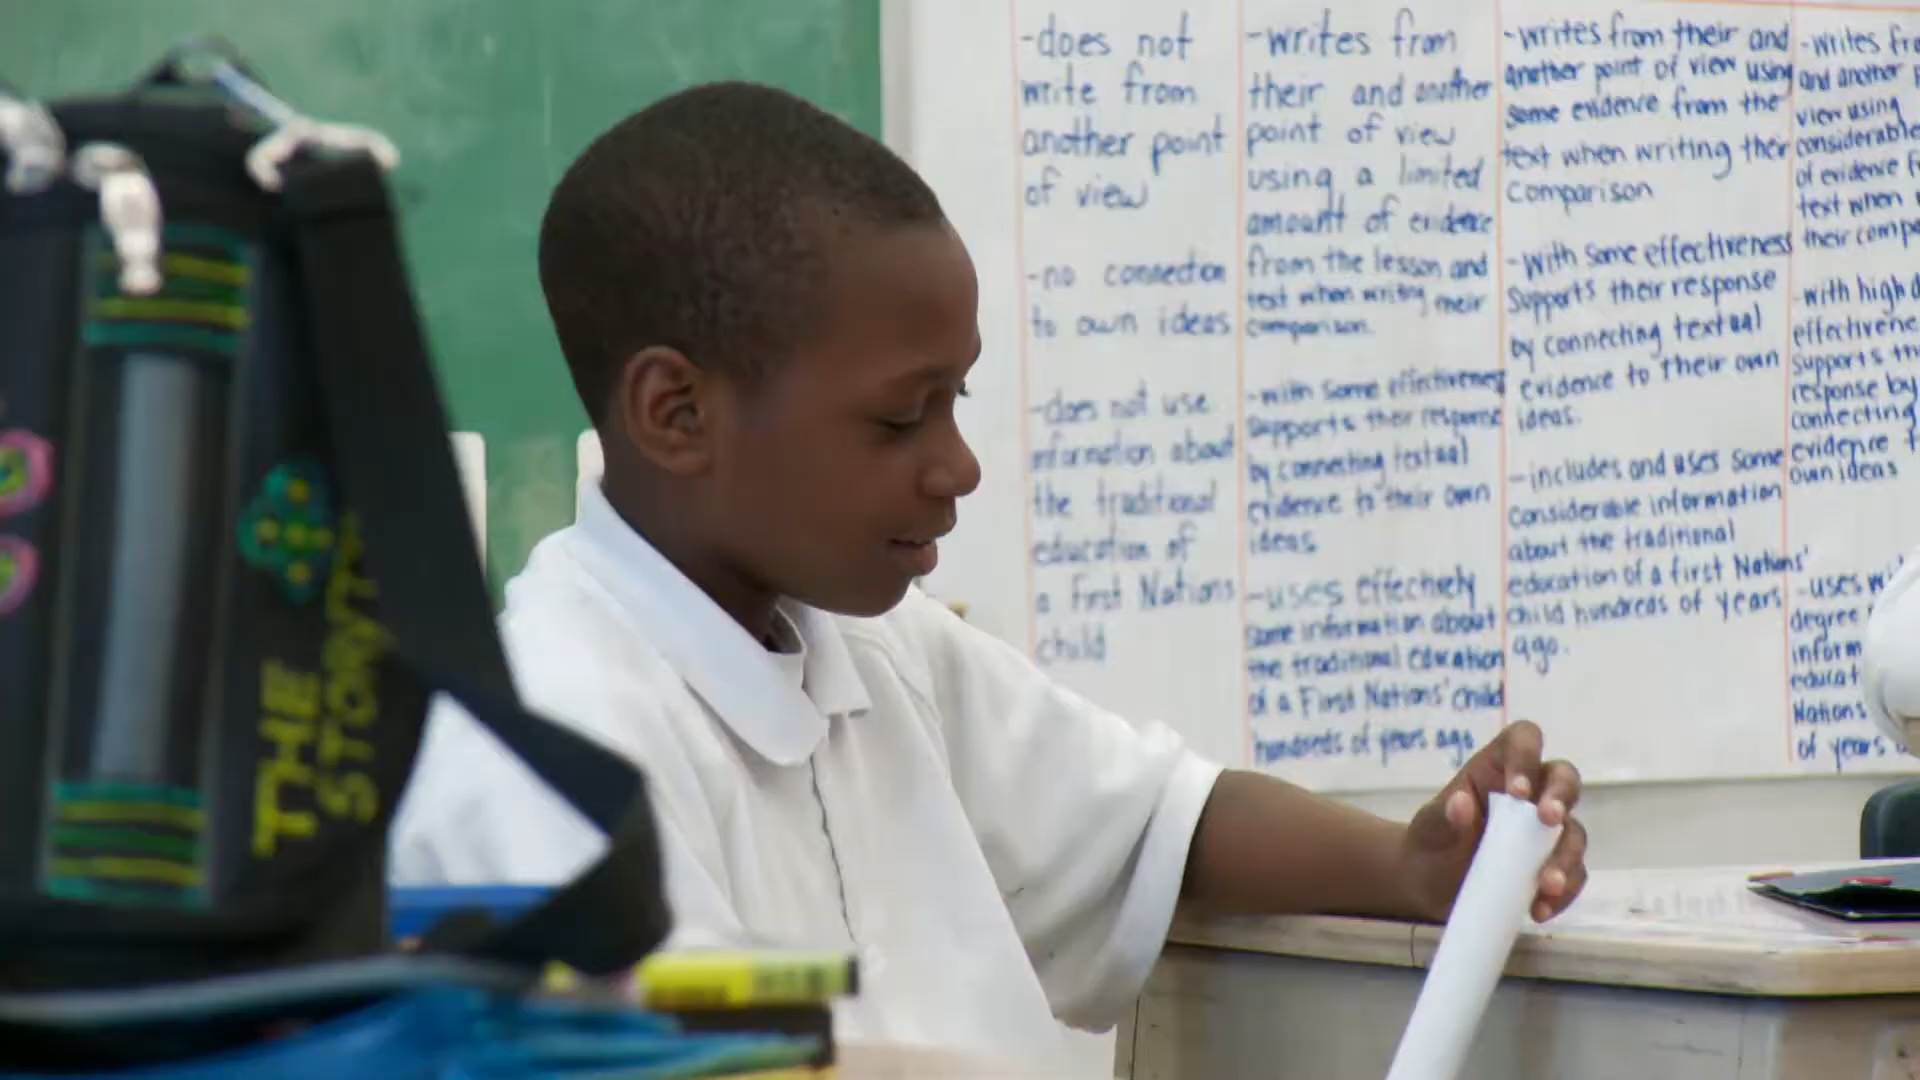 -does not
write from
another point
of view
-no connection
to own ideas
-does not use
information about
the traditional
education of
a First Nations
child
-writes from
their and another
point of view
using a limited
amount of evidence
from the lesson and
text when writing their
comparison.
-with some effectiveness
supports their response
by connecting textual
evidence to their own
ideas.
-uses effectively
some information about
the traditional education
of a First Nations' child
hundreds of years ago
-writes from their and
another point of view using
some evidence from the
text when writing their
comparison
-with some effectiveness
supports their response
by connecting textual
evidence to their own
ideas.
-includes and uses some
considerable information
about the traditional
education of a first Nations'
child hundreds of years
ago.
-writes
and another
view using
considerable
of evidence
text when
their
-with high
supports
response by
connecting
evidence
own ideas
-uses
degree
Nations
of years
THE